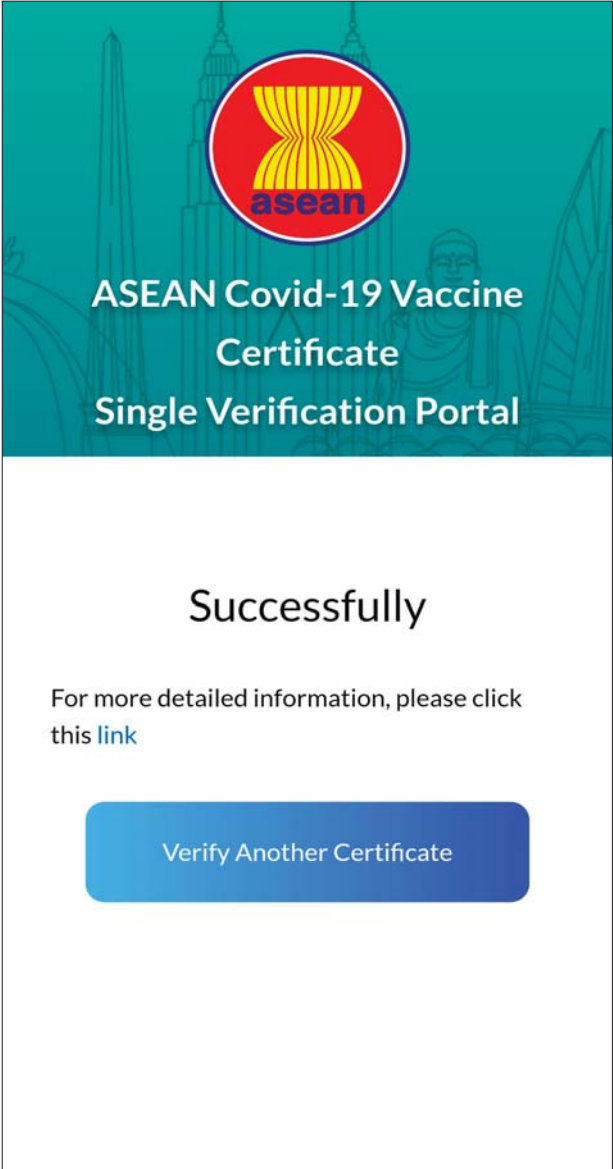 asean
ASEAN Covid-19 Vaccine
Certificate
Single Verification Portal
Successfully
For more detailed information, please click
this link
Verify Another Certificate